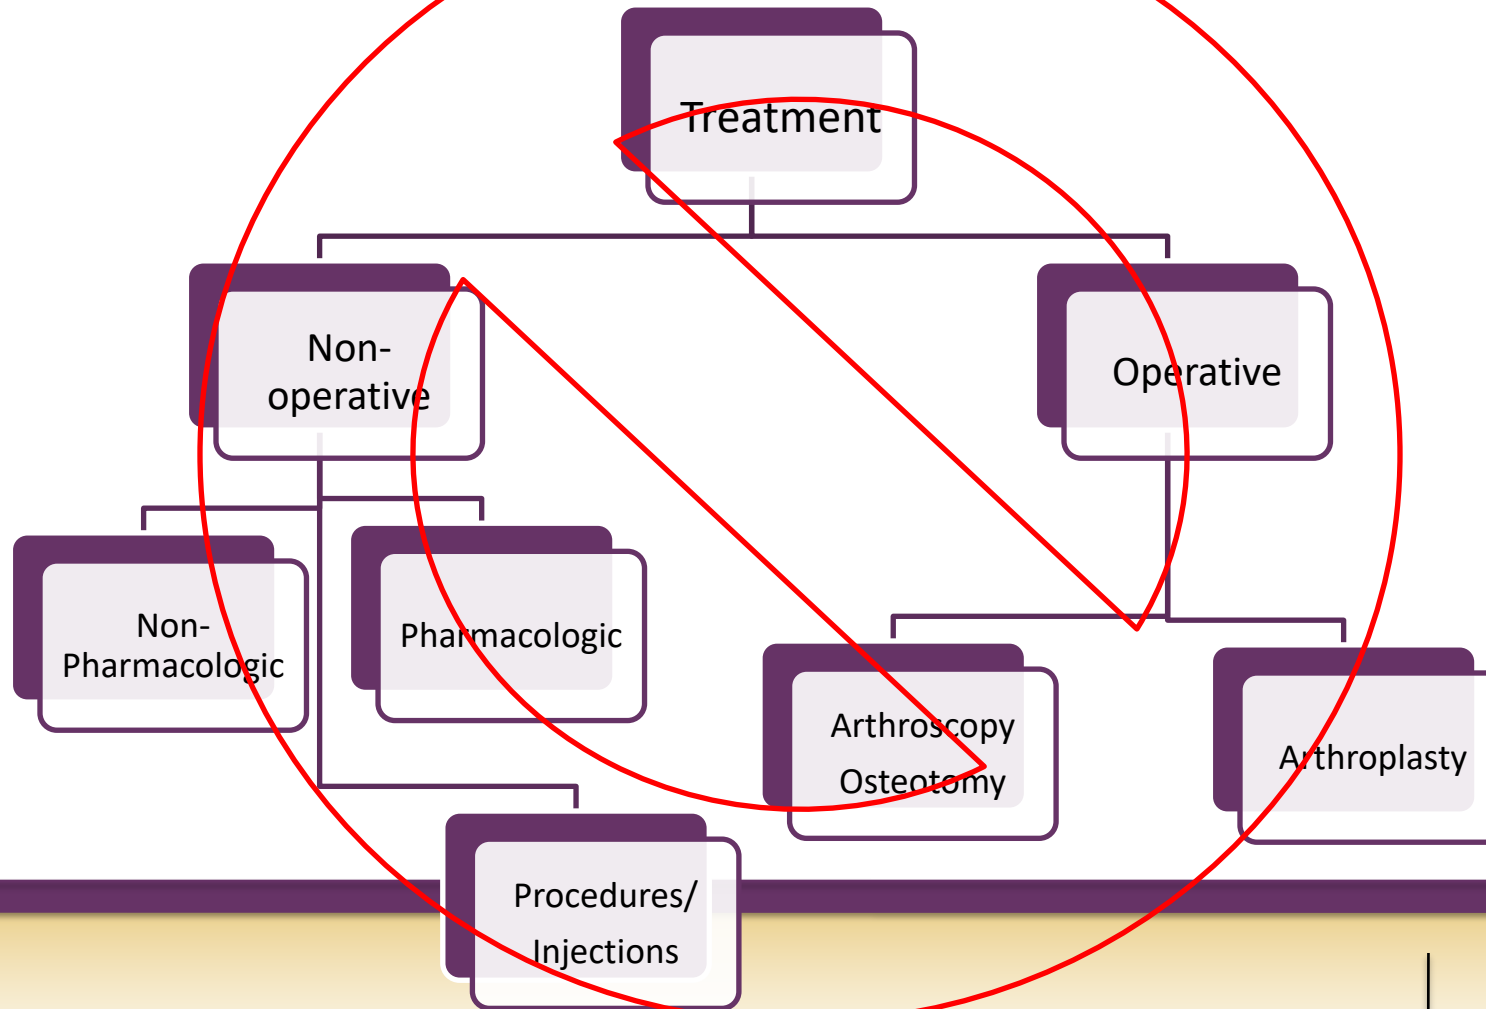 Treatment
Non-
operative
Operative
Non-
Pharmacologic
Pharmacologic
Arthroscopy
Osteotomy
Arthroplasty
Procedures/
Injections